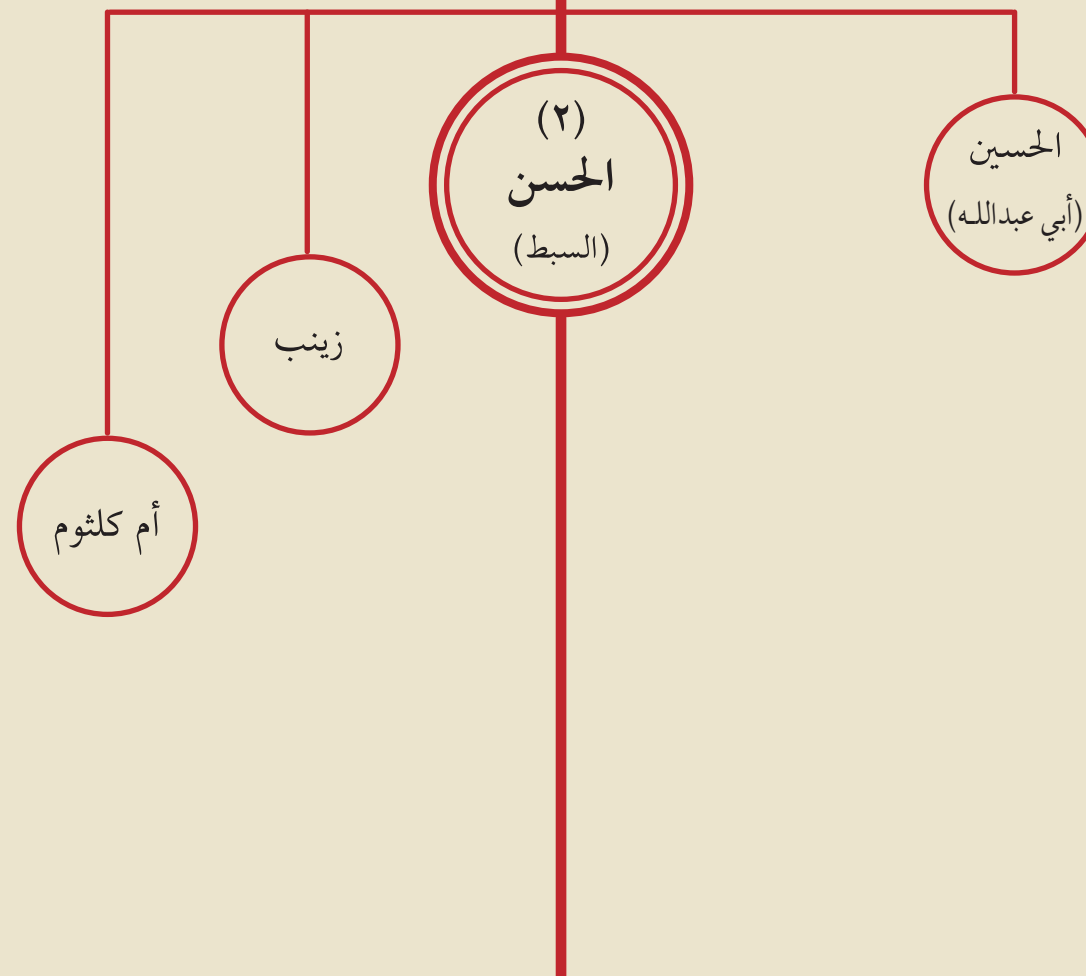 الحسين
(أبي عبدالله)
(٢)
الحسن
(السبط)
زينب
أم كلثوم